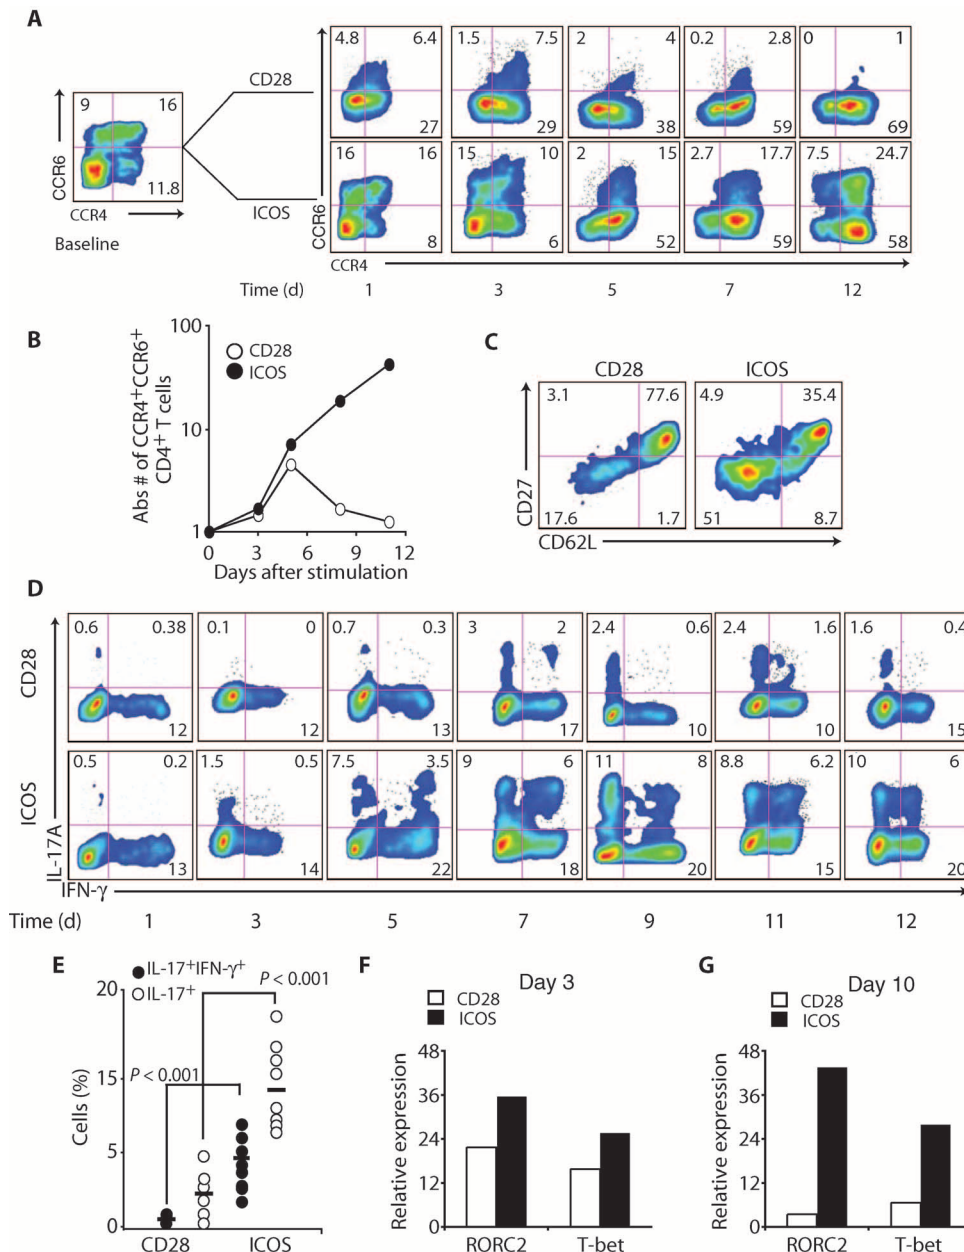 A
CD28
ICOS
CCR6
9 16
11.8
CCR4
Baseline
CCR6
4.8 6.4
27
1.5 7.5
29
2 4
38
0.2 2.8
59
0 1
69
16 16
8
15 10
6
2 15
52
2.7 17.7
59
7.5 24.7
58
CCR4
Time (d) 1 3 5 7 12
B
Abs # of CCR4+CCR6+
CD4+ T cells
100
10
1
CD28
ICOS
0 3 6 9 12
Days after stimulation
C
CD28 ICOS
CD27
3.1 77.6
17.6 1.7
4.9 35.4
51 8.7
CD62L
D
CD28
0.6 0.38
12
0.1 0
12
0.7 0.3
13
3 2
17
2.4 0.6
10
2.4 1.6
10
1.6 0.4
15
ICOS
0.5 0.2
13
1.5 0.5
14
7.5 3.5
22
9 6
18
11 8
20
8.8 6.2
15
10 6
20
IL-17A
IFN-γ
Time (d) 1 3 5 7 9 11 12
E
IL-17+IFN-γ+
IL-17+
P < 0.001
P < 0.001
Cells (%)
20
15
5
0
CD28 ICOS
F
Day 3
CD28
ICOS
Relative expression
48
36
24
12
0
RORC2 T-bet
G
Day 10
CD28
ICOS
Relative expression
48
36
24
12
0
RORC2 T-bet